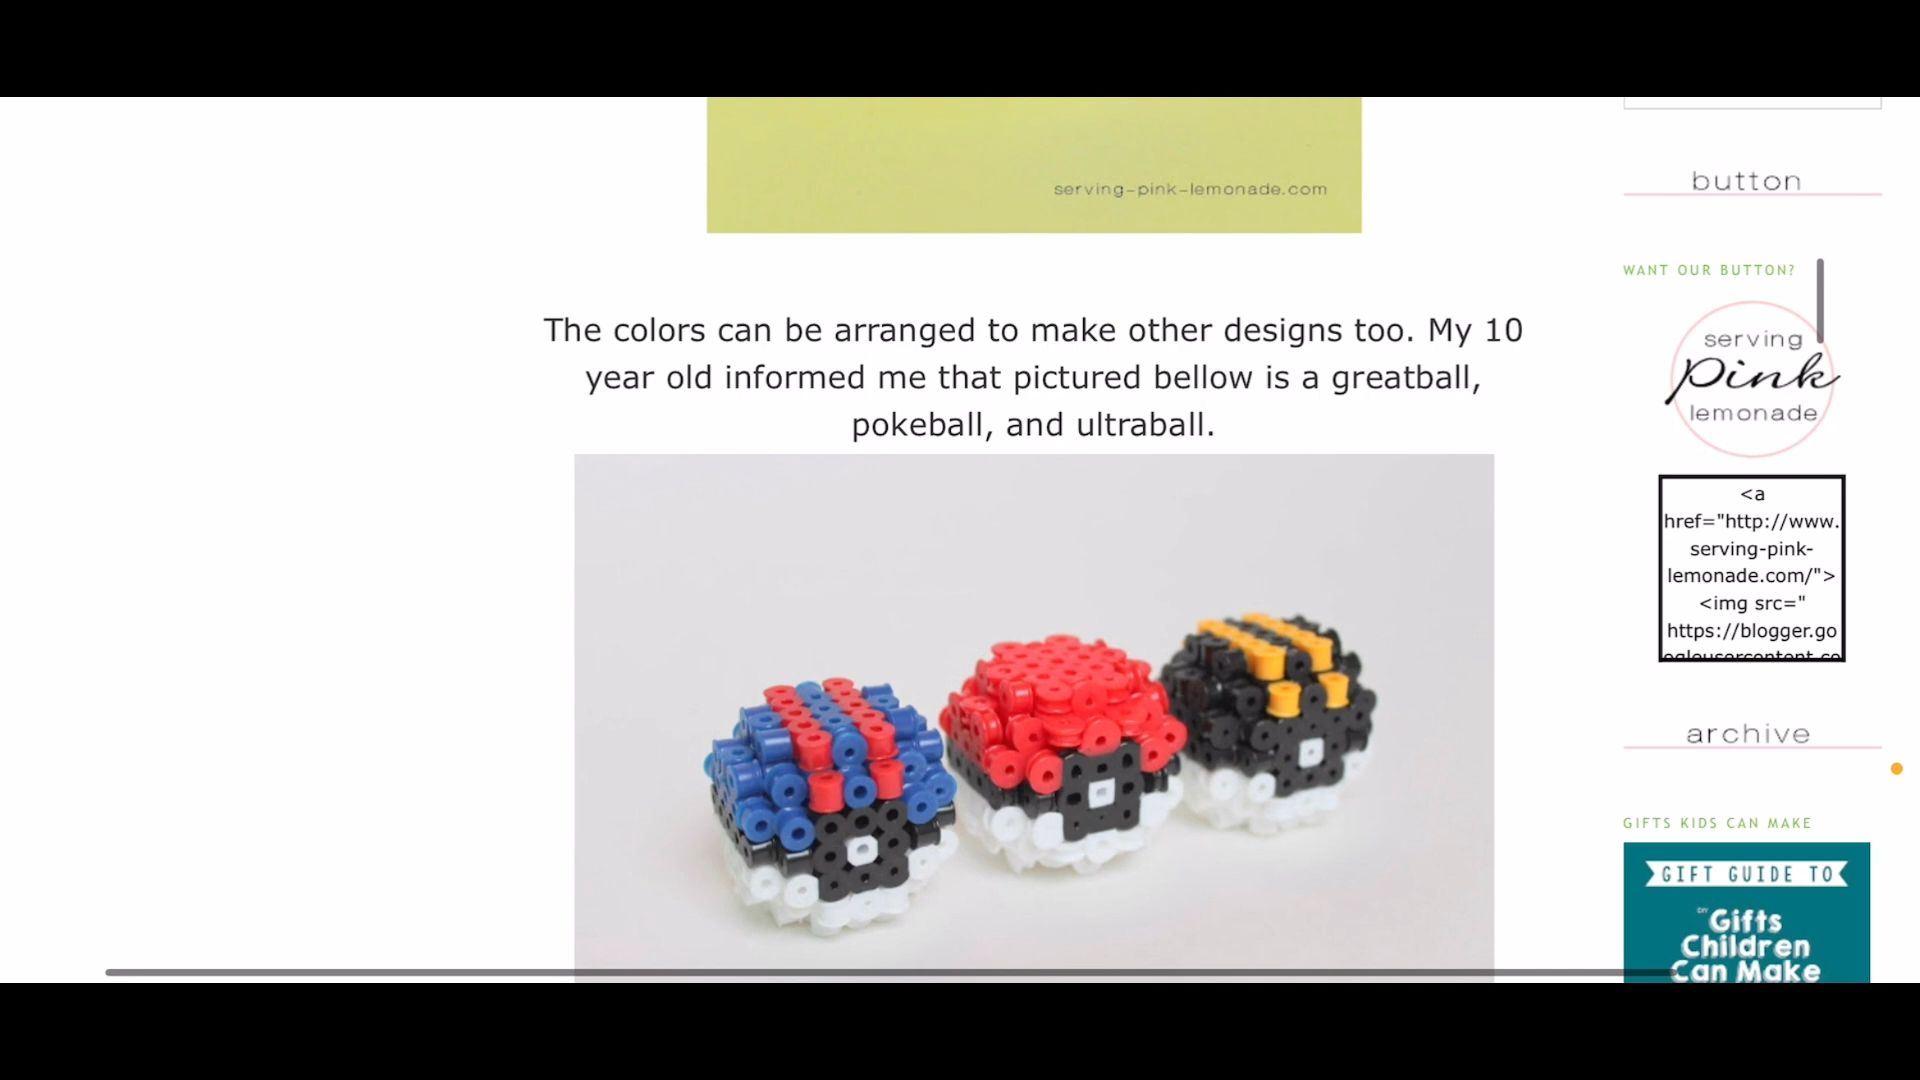 serving-pink-lemonade.com
The colors can be arranged to make other designs too. My 10
year old informed me that pictured bellow is a greatball,
pokeball, and ultraball.
button
WANT OUR BUTTON?
serving
pink
lemonade
<a
href="http://www.
serving-pink-
lemonade.com/">
<img src="
https://blogger.go
oglousercontent.co
archive
GIFTS KIDS CAN MAKE
GIFT GUIDE TO
DIY
Gifts
Children
Can Make